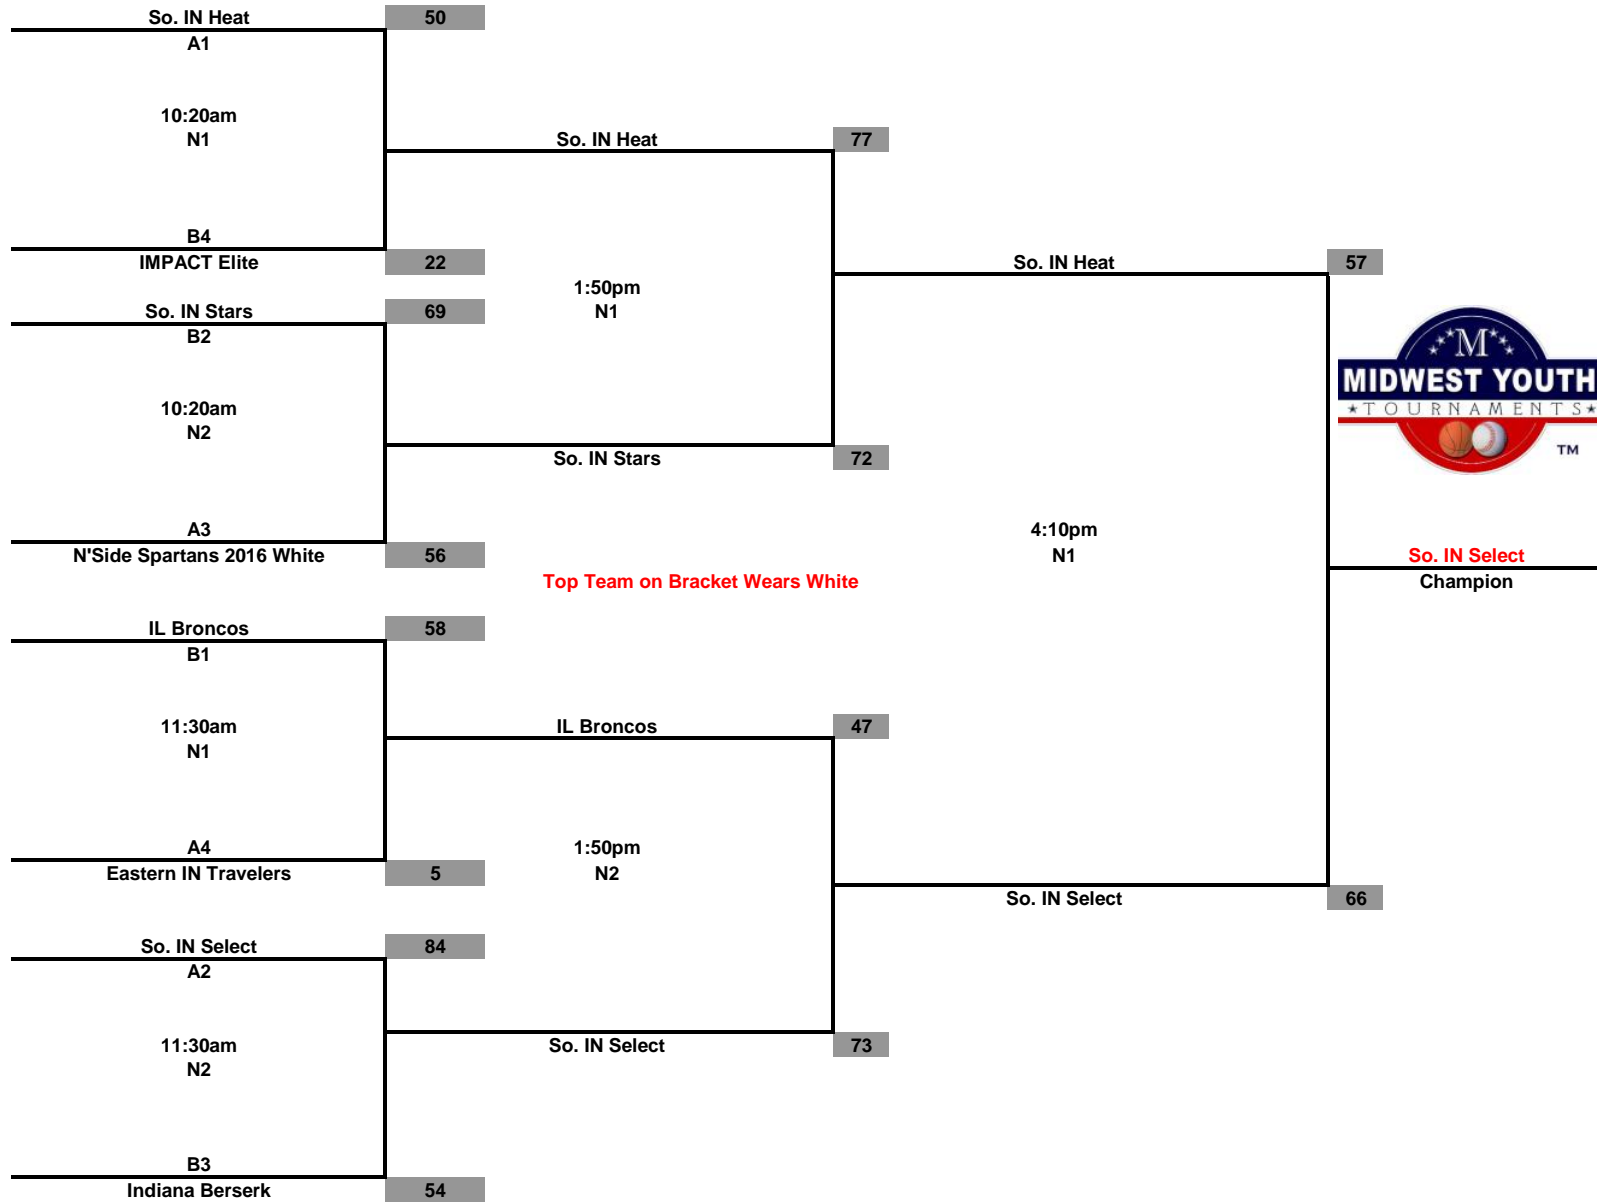 So. IN Heat 50
A1
10:20am
N1
So. IN Heat 77
B4
IMPACT Elite 22
So. IN Heat 57
1:50pm
N1
So. IN Stars 69
B2
M
MIDWEST YOUTH
★TOURNAMENTS★
TM
10:20am
N2
So. IN Stars 72
A3
N'Side Spartans 2016 White 56
4:10pm
N1
So. IN Select
Champion
Top Team on Bracket Wears White
IL Broncos 58
B1
11:30am
N1
IL Broncos 47
A4
Eastern IN Travelers 5
1:50pm
N2
So. IN Select 66
So. IN Select 84
A2
11:30am
N2
So. IN Select 73
B3
Indiana Berserk 54